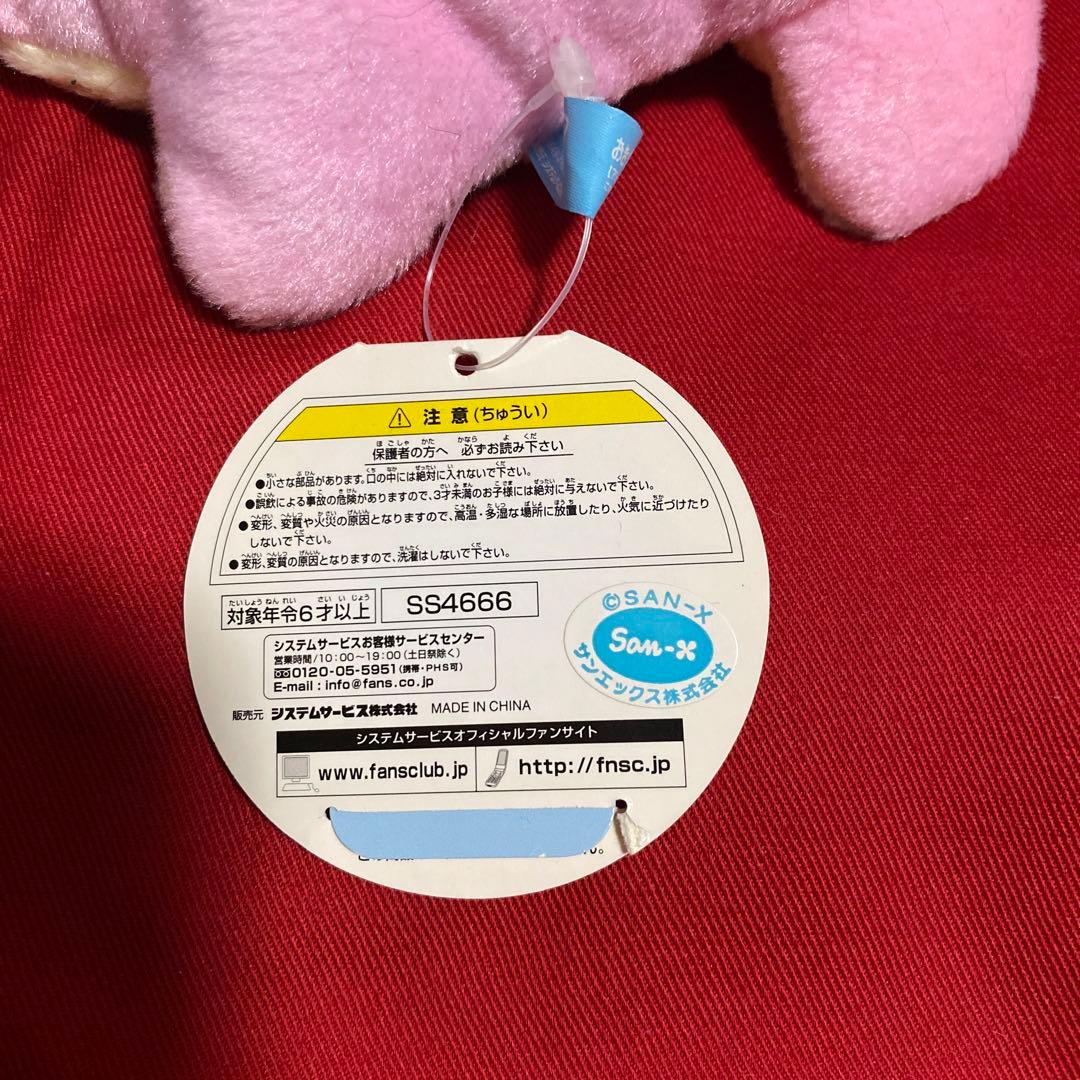 ⚠ 注意(ちゅうい)
保護者の方へ 必ずお読み下さい
●小さな部品があります。口の中には絶対に入れないで下さい。
●誤飲による事故の危険がありますので、3才未満のお子様には絶対に与えないで下さい。
●変形、変質や火災の原因となりますので、高温・多湿な場所に放置したり、火気に近づけたり
しないで下さい。
●変形、変質の原因となりますので、洗濯はしないで下さい。
対象年令6才以上
SS4666
システムサービスお客様サービスセンター
営業時間/10:00〜19:00(土日祭除く)
0120-05-5951(携帯・PHS可)
E-mail : info@fans.co.jp
©SAN-X
San-x
サンエックス株式会社
販売元 システムサービス株式会社 MADE IN CHINA
システムサービスオフィシャルファンサイト
www.fansclub.jp
http://fnsc.jp